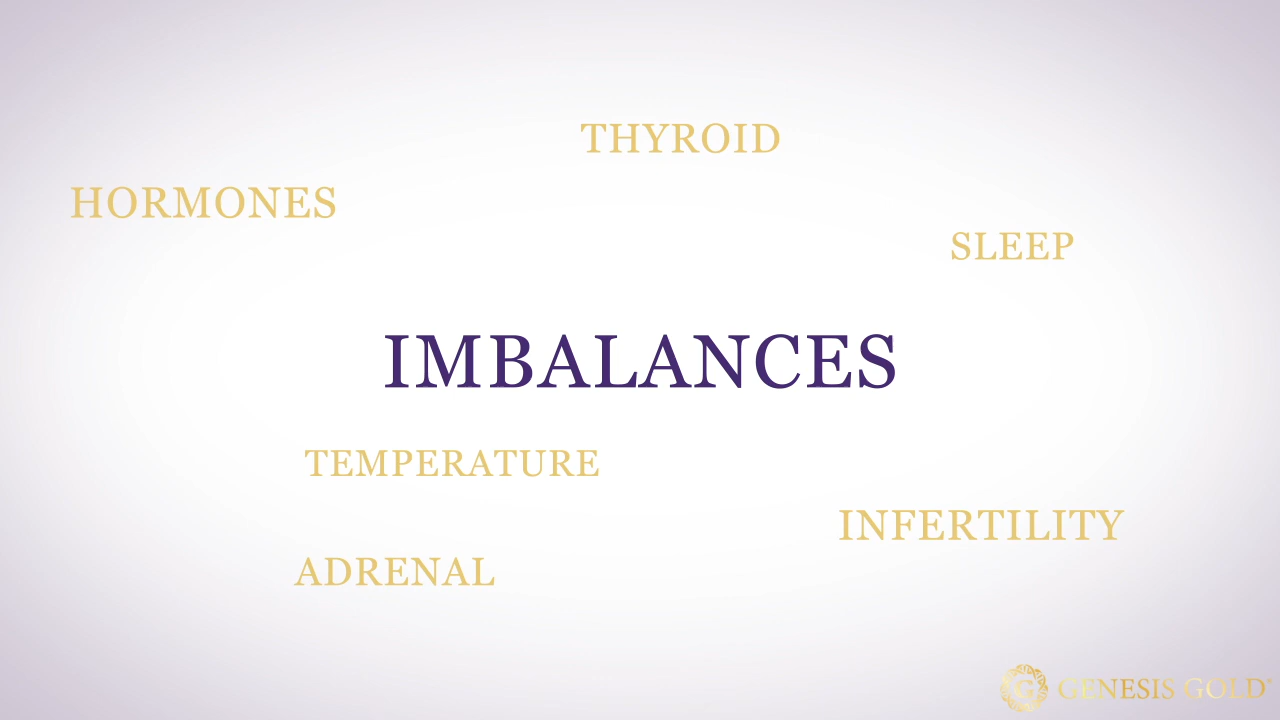 THYROID
HORMONES
SLEEP
IMBALANCES
TEMPERATURE
INFERTILITY
ADRENAL
G GENESIS GOLD®